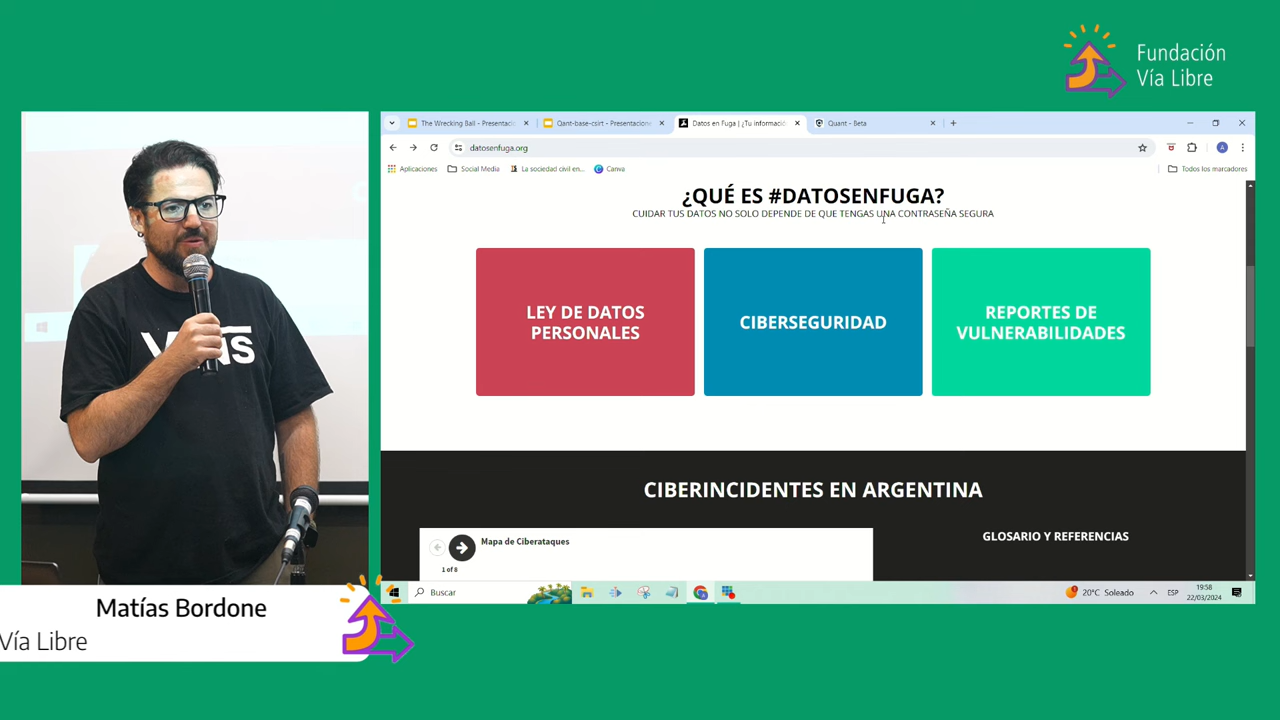 Fundación
Vía Libre
The Wrecking Ball - Presentaci
Qant-base-csirt - Presentacione
Datos en Fuga | ¿Tu informació
Quant - Beta
datosenfuga.org
Aplicaciones
Social Media
La sociedad civil en...
Canva
Todos los marcadores
¿QUÉ ES #DATOSENFUGA?
CUIDAR TUS DATOS NO SOLO DEPENDE DE QUE TENGAS UNA CONTRASEÑA SEGURA
LEY DE DATOS
PERSONALES
CIBERSEGURIDAD
REPORTES DE
VULNERABILIDADES
CIBERINCIDENTES EN ARGENTINA
Mapa de Ciberataques
1 of 8
GLOSARIO Y REFERENCIAS
Buscar
20°C Soleado
ESP
19:58
22/03/2024
VANS
Matías Bordone
Vía Libre